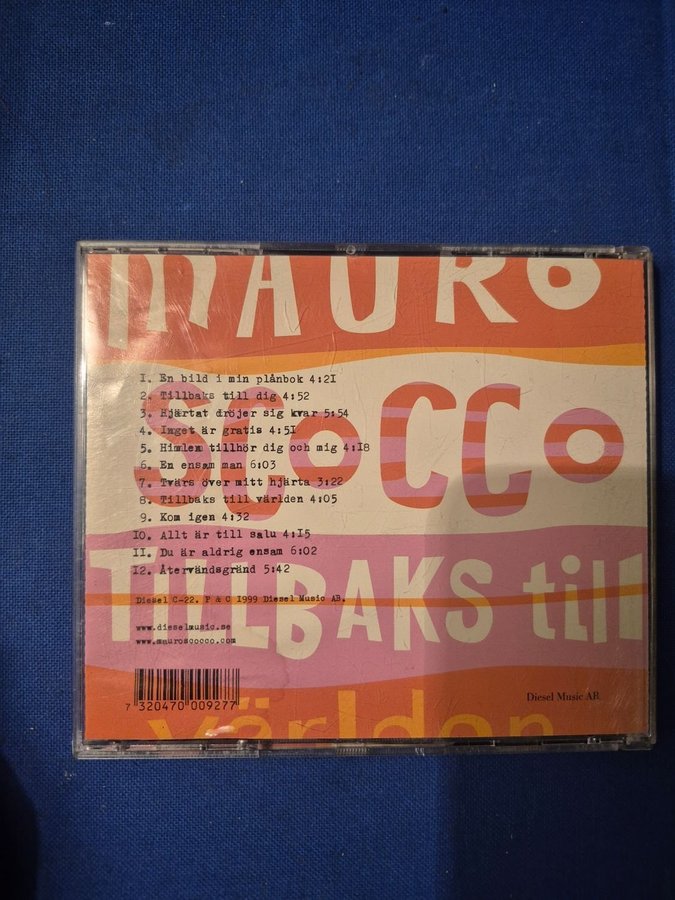 MAURO
SCOCCO
TILLBAKS till
världen
1. En bild i min plånbok 4:21
2. Tillbaks till dig 4:52
3. Hjärtat dröjer sig kvar 5:54
4. Inget är gratis 4:51
5. Himlen tillhör dig och mig 4:18
6. En ensam man 6:03
7. Tvärs över mitt hjärta 3:22
8. Tillbaks till världen 4:05
9. Kom igen 4:32
10. Allt är till salu 4:15
11. Du är aldrig ensam 6:02
12. Återvändsgränd 5:42
Diesel C-22. P & C 1999 Diesel Music AB.
www.dieselmusic.se
www.mauroscocco.com
7 320470 009277
Diesel Music AB